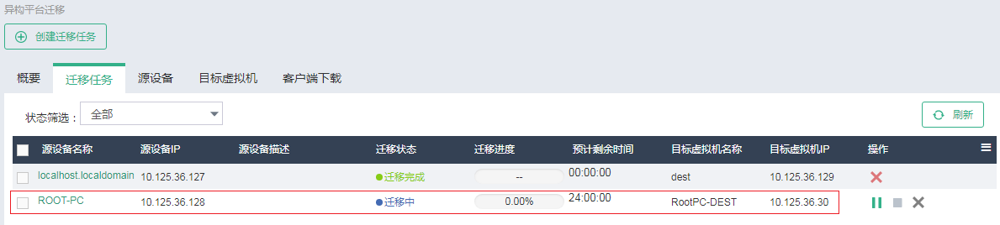 异构平台迁移
创建迁移任务
概要 迁移任务 源设备 目标虚拟机 客户端下载
状态筛选： 全部 刷新
源设备名称 源设备IP 源设备描述 迁移状态 迁移进度 预计剩余时间 目标虚拟机名称 目标虚拟机IP 操作
localhost.localdomain 10.125.36.127 迁移完成 -- 00:00:00 dest 10.125.36.129
ROOT-PC 10.125.36.128 迁移中 0.00% 24:00:00 RootPC-DEST 10.125.36.30